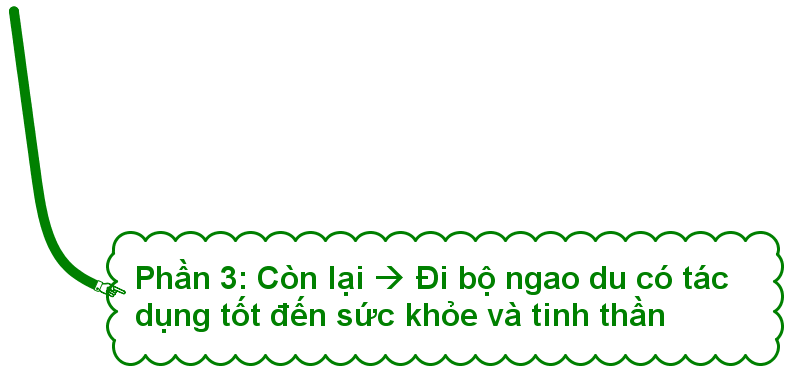 Phần 3: Còn lại → Đi bộ ngao du có tác
dụng tốt đến sức khỏe và tinh thần